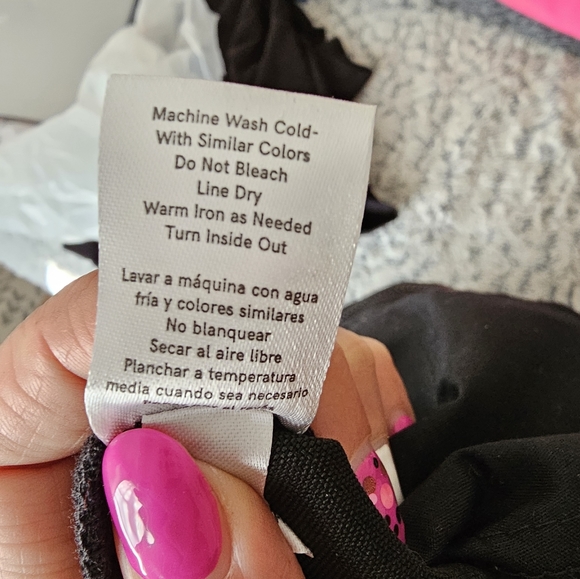 Machine Wash Cold-
With Similar Colors
Do Not Bleach
Line Dry
Warm Iron as Needed
Turn Inside Out
Lavar a máquina con agua
fría y colores similares
No blanquear
Secar al aire libre
Planchar a temperatura
media cuando sea necesario